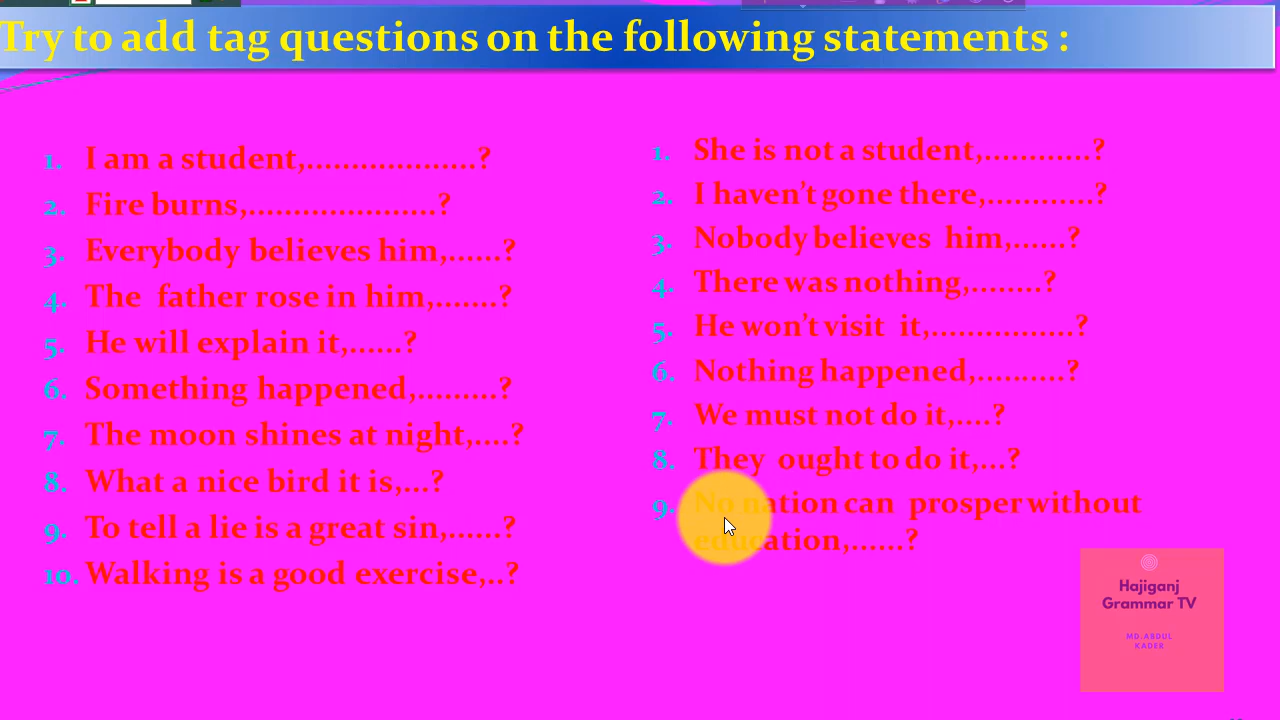 Try to add tag questions on the following statements :
1. I am a student,...................?
2. Fire burns,.....................?
3. Everybody believes him,......?
4. The father rose in him,.......?
5. He will explain it,......?
6. Something happened,.........?
7. The moon shines at night,....?
8. What a nice bird it is,...?
9. To tell a lie is a great sin,......?
10. Walking is a good exercise,..?
1. She is not a student,............?
2. I haven't gone there,............?
3. Nobody believes him,......?
4. There was nothing,........?
5. He won't visit it,................?
6. Nothing happened,..........?
7. We must not do it,....?
8. They ought to do it,...?
9. No nation can prosper without
education,......?
Hajiganj
Grammar TV
MD.ABDUL
KADER